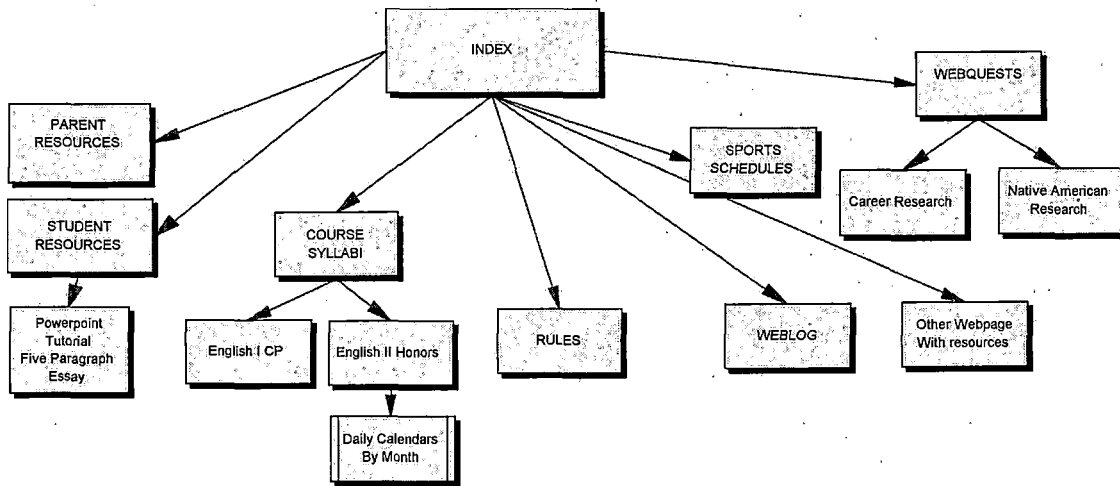 INDEX
WEBQUESTS
PARENT
RESOURCES
SPORTS
SCHEDULES
Career Research
Native American
Research
STUDENT
RESOURCES
COURSE
SYLLABI
Powerpoint
Tutorial
Five Paragraph
Essay
English I CP
English II Honors
RULES
WEBLOG
Other Webpage
With resources
Daily Calendars
By Month